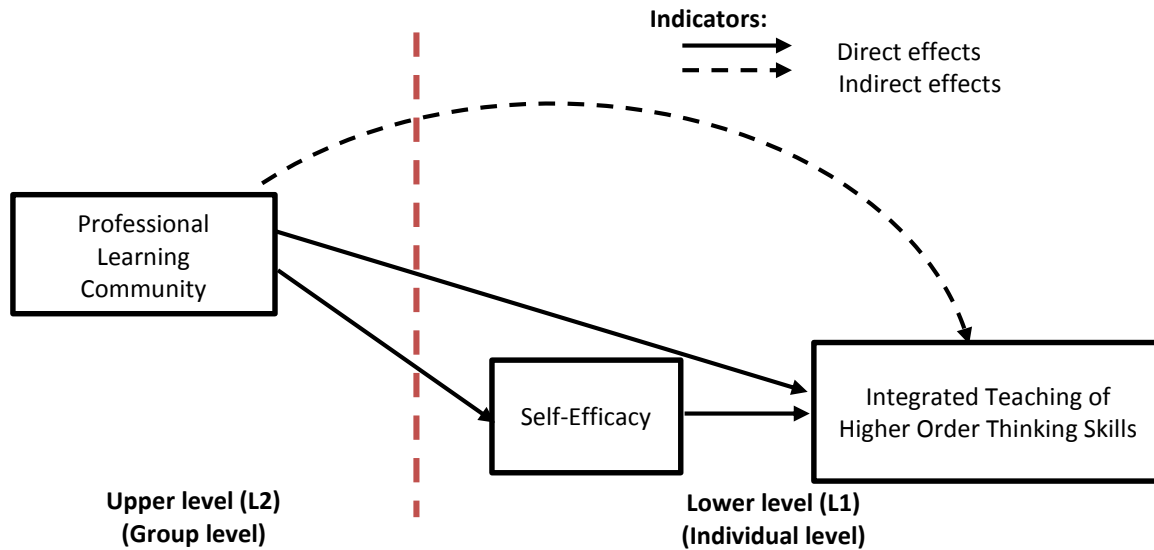 Indicators:
Direct effects
Indirect effects
Professional
Learning
Community
Self-Efficacy
Integrated Teaching of
Higher Order Thinking Skills
Upper level (L2)
(Group level)
Lower level (L1)
(Individual level)